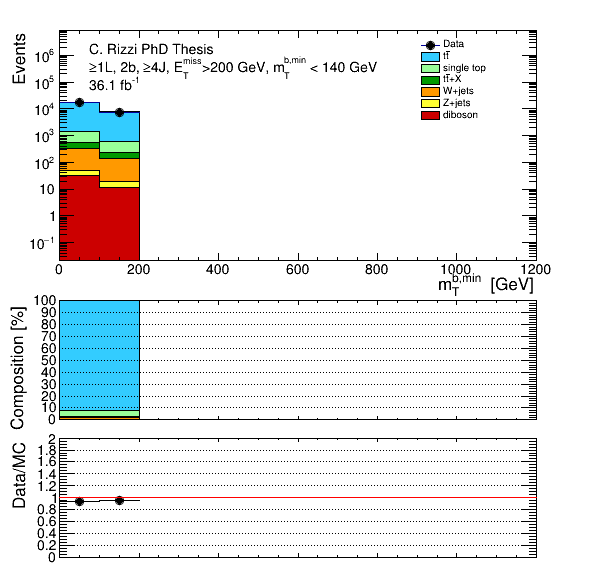 Events
10⁶
10⁵
10⁴
10³
10²
10
1
10⁻¹
C. Rizzi PhD Thesis
≥1L, 2b, ≥4J, E_T^miss>200 GeV, m_T^b,min < 140 GeV
36.1 fb⁻¹
Data
tt̄
single top
tt̄+X
W+jets
Z+jets
diboson
0 200 400 600 800 1000 1200
m_T^b,min [GeV]
Composition [%]
100
90
80
70
60
50
40
30
20
10
0
Data/MC
2
1.8
1.6
1.4
1.2
1
0.8
0.6
0.4
0.2
0